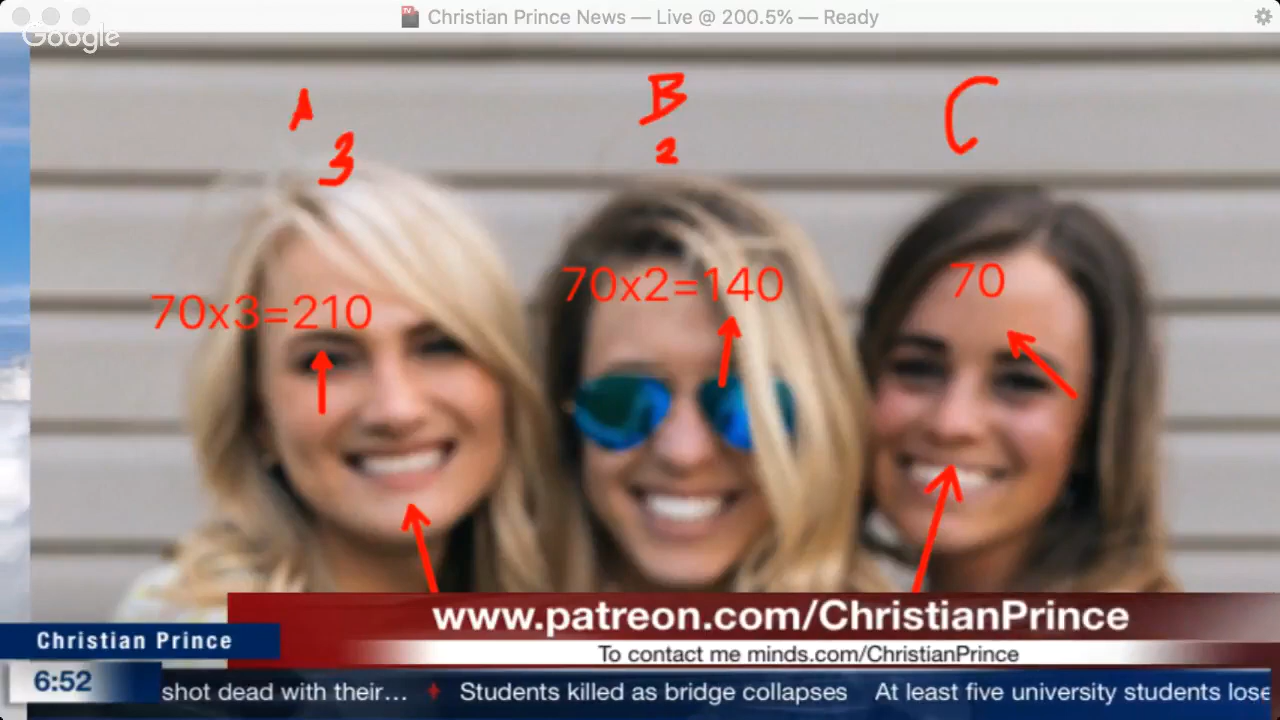 Christian Prince News — Live @ 200.5% — Ready
Google
A
B
C
3
2
70x3=210
70x2=140
70
www.patreon.com/ChristianPrince
Christian Prince
To contact me minds.com/ChristianPrince
6:52
shot dead with their... Students killed as bridge collapses At least five university students lose